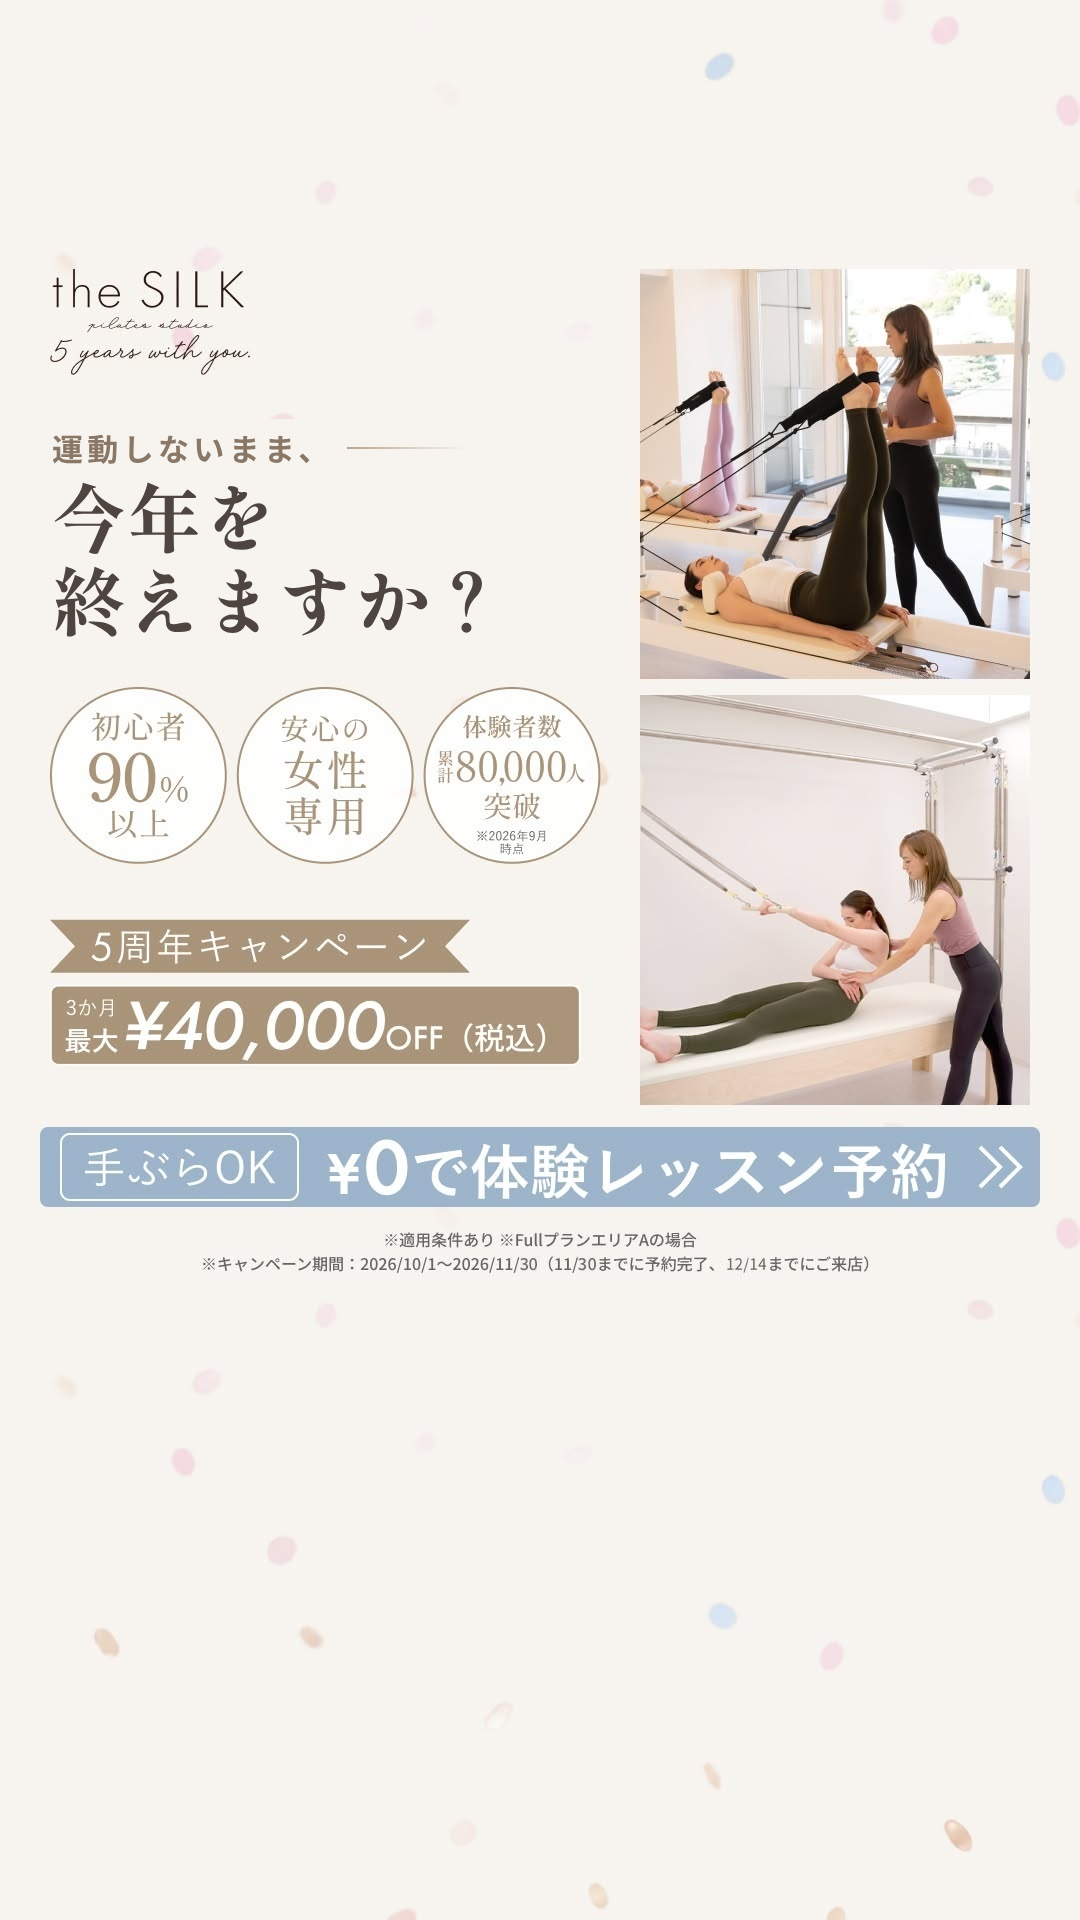 the SILK
pilates studio
5 years with you.
運動しないまま、
今年を
終えますか？
初心者
90%
以上
安心の
女性
専用
体験者数
累計80,000人
突破
※2026年9月
時点
5周年キャンペーン
3か月
最大¥40,000OFF（税込）
手ぶらOK ¥0で体験レッスン予約
※適用条件あり ※FullプランエリアAの場合
※キャンペーン期間：2026/10/1〜2026/11/30（11/30までに予約完了、12/14までにご来店）